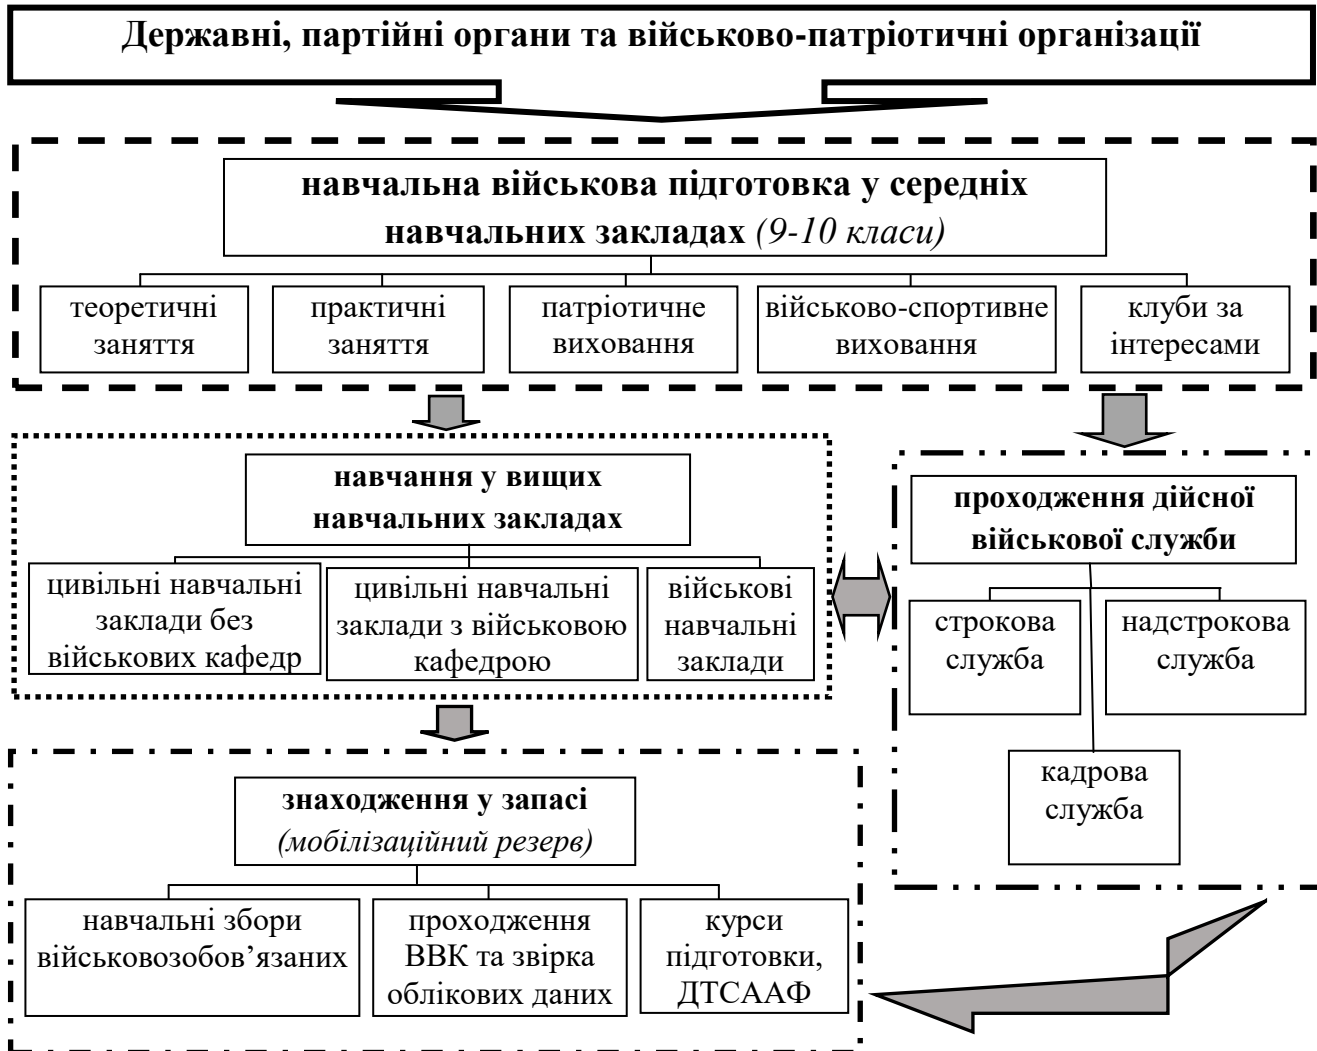 Державні, партійні органи та військово-патріотичні організації
навчальна військова підготовка у середніх
навчальних закладах (9-10 класи)
теоретичні
заняття
практичні
заняття
патріотичне
виховання
військово-спортивне
виховання
клуби за
інтересами
навчання у вищих
навчальних закладах
цивільні навчальні
заклади без
військових кафедр
цивільні навчальні
заклади з військовою
кафедрою
військові
навчальні
заклади
проходження дійсної
військової служби
строкова
служба
надстрокова
служба
кадрова
служба
знаходження у запасі
(мобілізаційний резерв)
навчальні збори
військовозобов’язаних
проходження
ВВК та звірка
облікових даних
курси
підготовки,
ДТСААФ